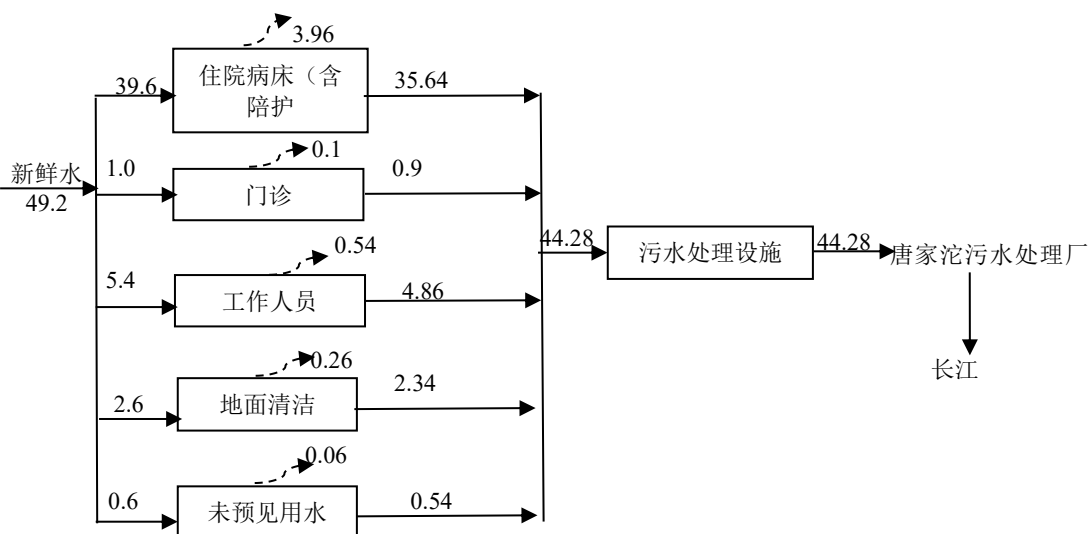 3.96
住院病床（含
陪护
39.6
35.64
0.1
新鲜水
49.2
1.0
门诊
0.9
0.54
5.4
工作人员
4.86
44.28
污水处理设施
44.28
唐家沱污水处理厂
长江
0.26
2.6
地面清洁
2.34
0.06
0.6
未预见用水
0.54